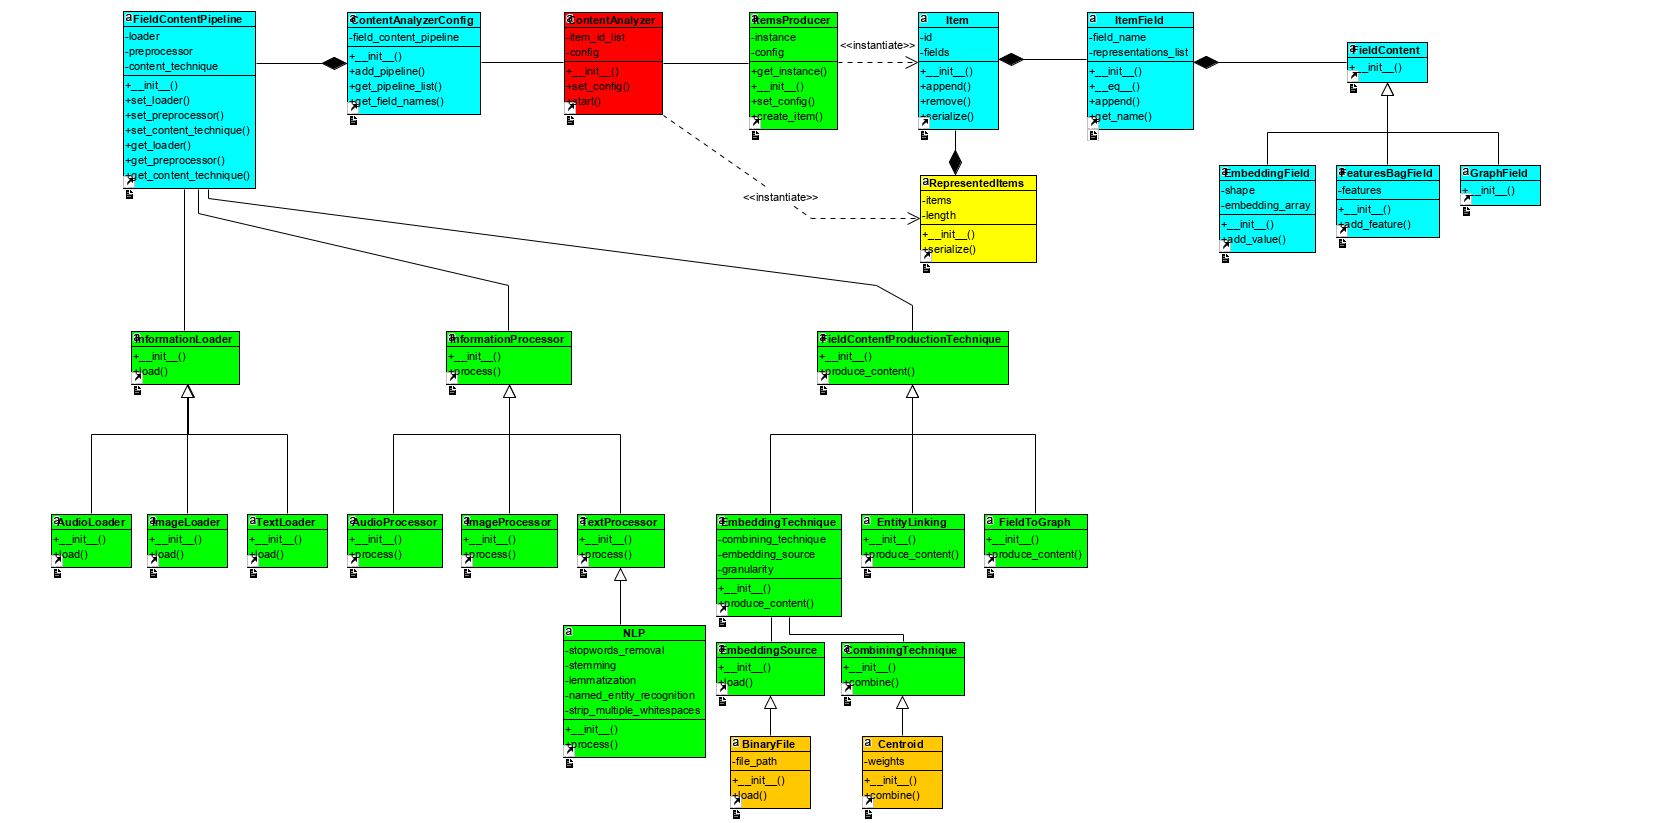 FieldContentPipeline
-loader
-preprocessor
-content_technique
+__init__()
+set_loader()
+set_preprocessor()
+set_content_technique()
+get_loader()
+get_preprocessor()
+get_content_technique()
ContentAnalyzerConfig
-field_content_pipeline
+__init__()
+add_pipeline()
+get_pipeline_list()
+get_field_names()
ContentAnalyzer
-item_id_list
-config
+__init__()
+set_config()
+start()
ItemsProducer
-instance
-config
+get_instance()
+__init__()
+set_config()
+create_item()
<<instantiate>>
Item
-id
-fields
+__init__()
+append()
+remove()
+serialize()
ItemField
-field_name
-representations_list
+__init__()
+__eq__()
+append()
+get_name()
FieldContent
+__init__()
<<instantiate>>
RepresentedItems
-items
-length
+__init__()
+serialize()
EmbeddingField
-shape
-embedding_array
+__init__()
+add_value()
FeaturesBagField
-features
+__init__()
+add_feature()
GraphField
+__init__()
InformationLoader
+__init__()
+load()
InformationProcessor
+__init__()
+process()
FieldContentProductionTechnique
+__init__()
+produce_content()
AudioLoader
+__init__()
+load()
ImageLoader
+__init__()
+load()
TextLoader
+__init__()
+load()
AudioProcessor
+__init__()
+process()
ImageProcessor
+__init__()
+process()
TextProcessor
+__init__()
+process()
EmbeddingTechnique
-combining_technique
-embedding_source
-granularity
+__init__()
+produce_content()
EntityLinking
+__init__()
+produce_content()
FieldToGraph
+__init__()
+produce_content()
NLP
-stopwords_removal
-stemming
-lemmatization
-named_entity_recognition
-strip_multiple_whitespaces
+__init__()
+process()
EmbeddingSource
+__init__()
+load()
CombiningTechnique
+__init__()
+combine()
BinaryFile
-file_path
+__init__()
+load()
Centroid
-weights
+__init__()
+combine()